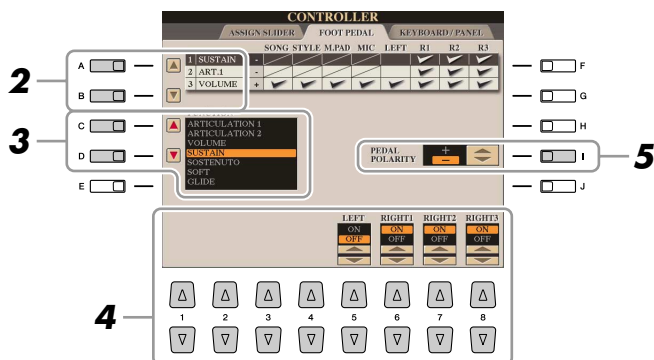 CONTROLLER
ASSIGN SLIDER FOOT PEDAL KEYBOARD / PANEL
SONG STYLE M.PAD MIC LEFT R1 R2 R3
1 SUSTAIN -
2 ART.1 -
3 VOLUME +
A
B
C
D
E
F
G
H
I
J
2
3
5
4
ARTICULATION 1
ARTICULATION 2
VOLUME
SUSTAIN
SOSTENUTO
SOFT
GLIDE
PEDAL
POLARITY
+
-
LEFT RIGHT1 RIGHT2 RIGHT3
ON ON ON ON
OFF OFF OFF OFF
1 2 3 4 5 6 7 8